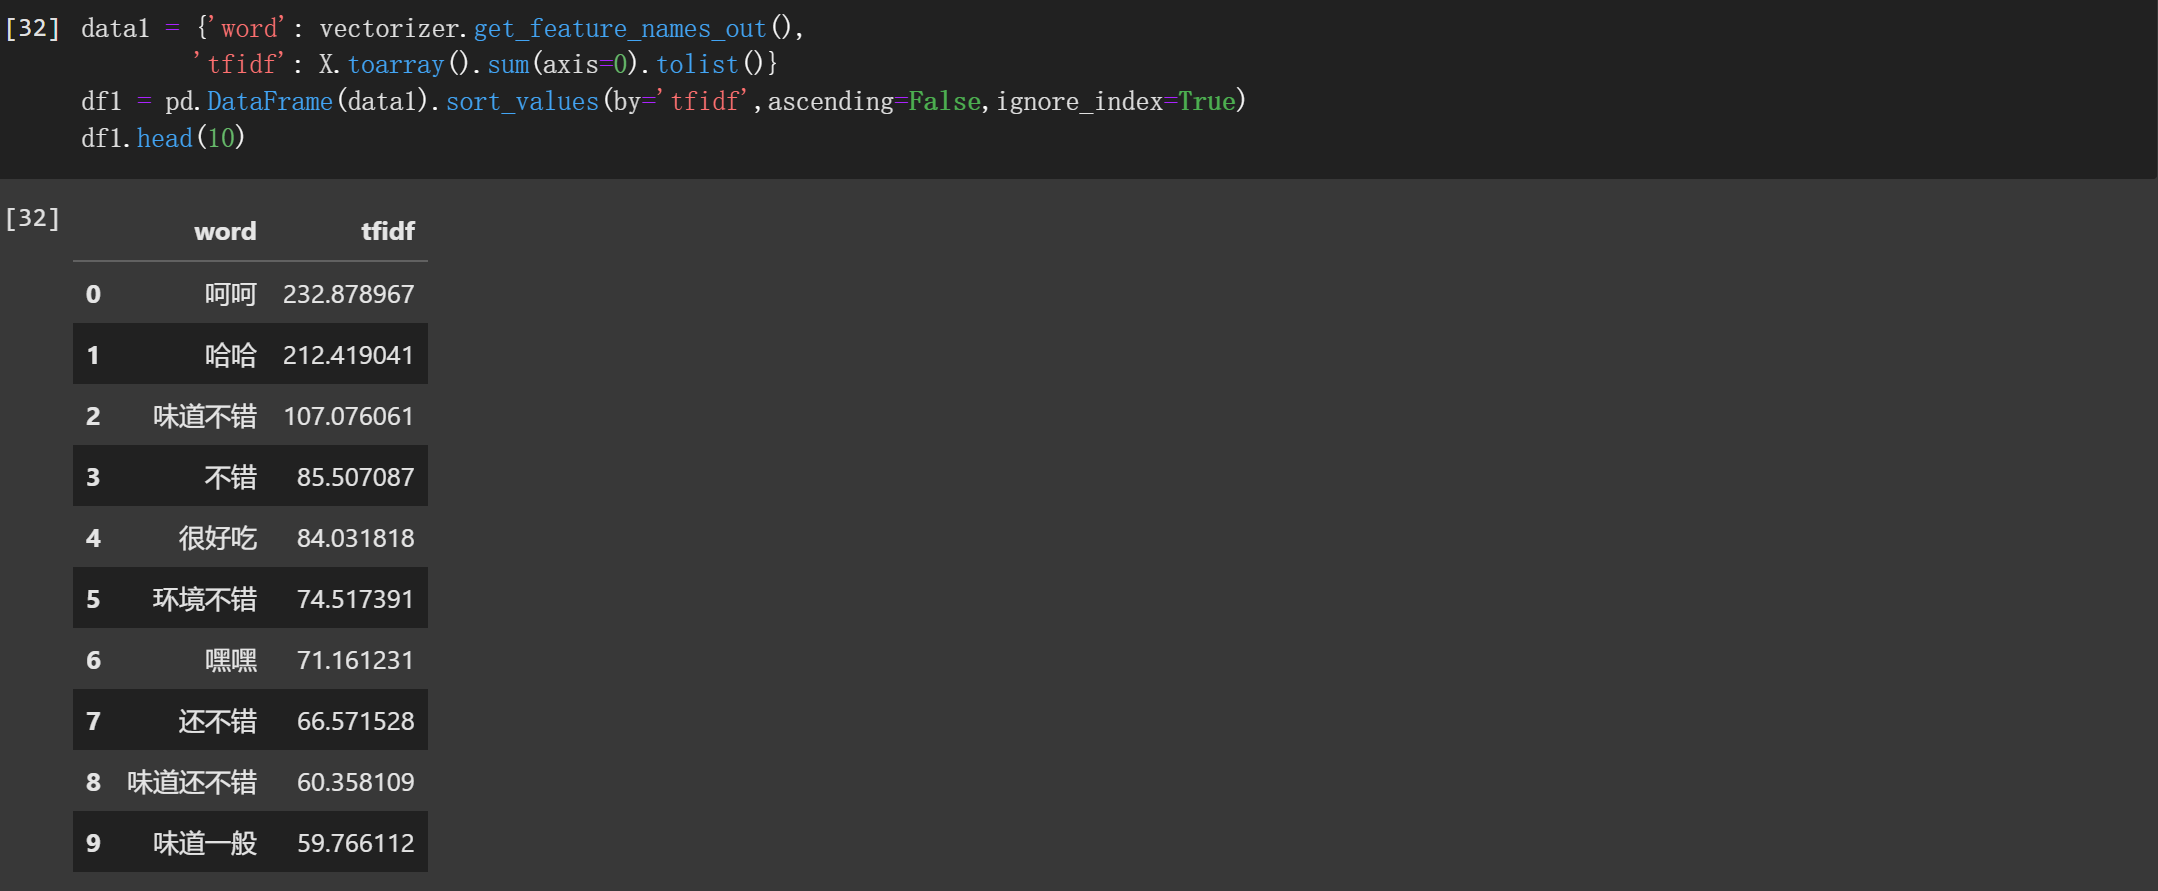 [32] data1 = {'word': vectorizer.get_feature_names_out(),
'tfidf': X.toarray().sum(axis=0).tolist()}
df1 = pd.DataFrame(data1).sort_values(by='tfidf',ascending=False,ignore_index=True)
df1.head(10)
[32]
word tfidf
0 呵呵 232.878967
1 哈哈 212.419041
2 味道不错 107.076061
3 不错 85.507087
4 很好吃 84.031818
5 环境不错 74.517391
6 嘿嘿 71.161231
7 还不错 66.571528
8 味道还不错 60.358109
9 味道一般 59.766112